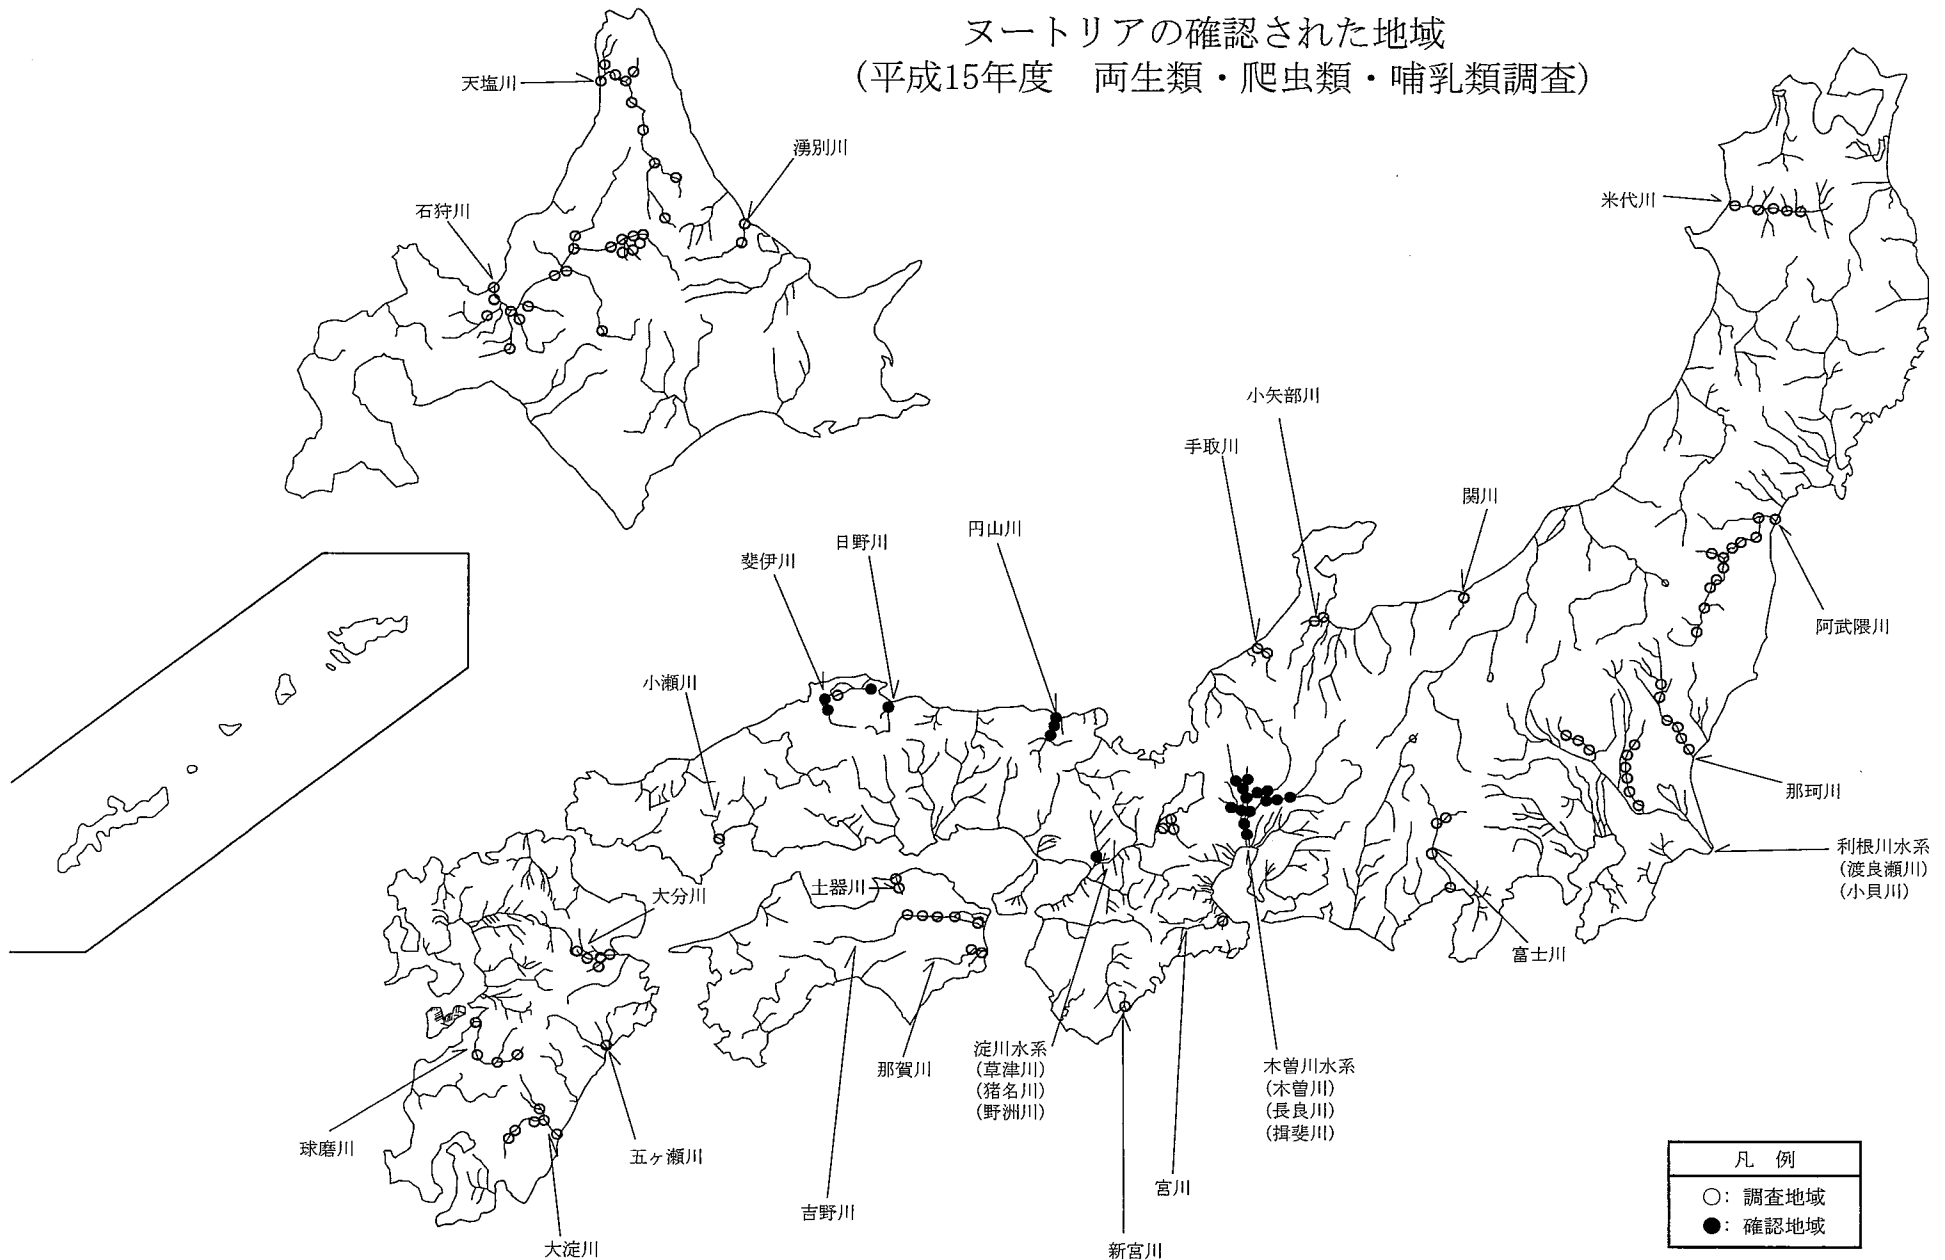 ヌートリアの確認された地域
(平成15年度　両生類・爬虫類・哺乳類調査)
天塩川
湧別川
石狩川
米代川
小矢部川
手取川
関川
円山川
日野川
斐伊川
阿武隈川
小瀬川
那珂川
利根川水系
(渡良瀬川)
(小貝川)
土器川
大分川
富士川
淀川水系
(草津川)
(猪名川)
(野洲川)
那賀川
木曽川水系
(木曽川)
(長良川)
(揖斐川)
球磨川
五ヶ瀬川
宮川
吉野川
大淀川
新宮川
凡　例
○: 調査地域
●: 確認地域